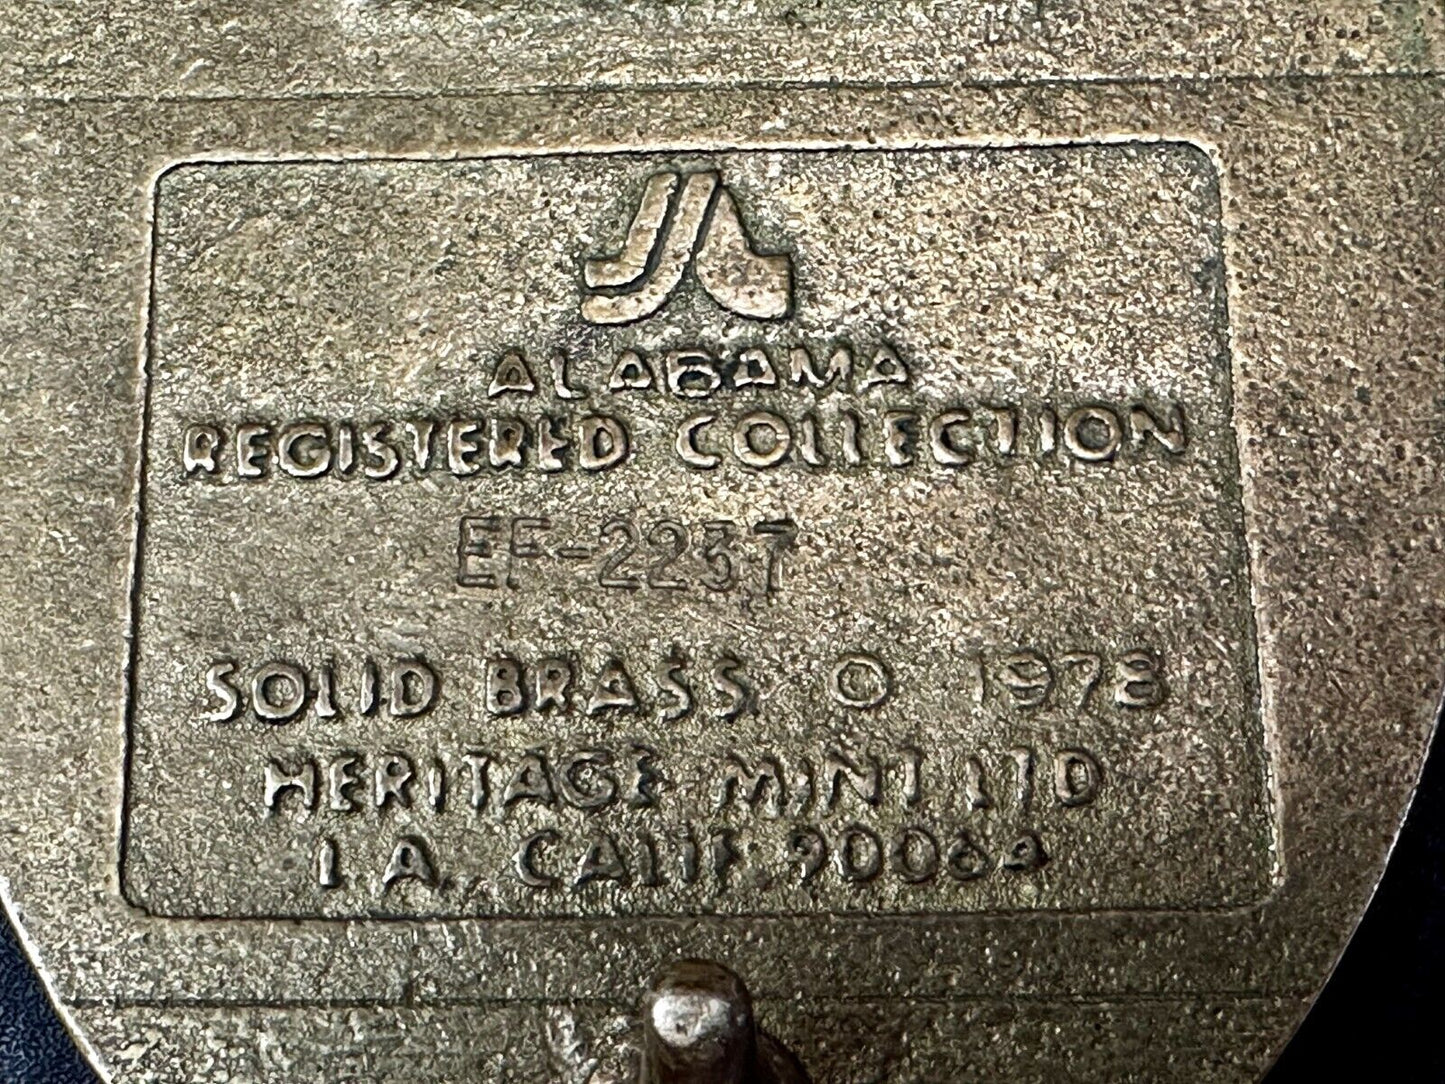 ALABAMA
REGISTERED COLLECTION
EF-2237
SOLID BRASS © 1978
HERITAGE MINT LTD
L A. CALIF. 90064